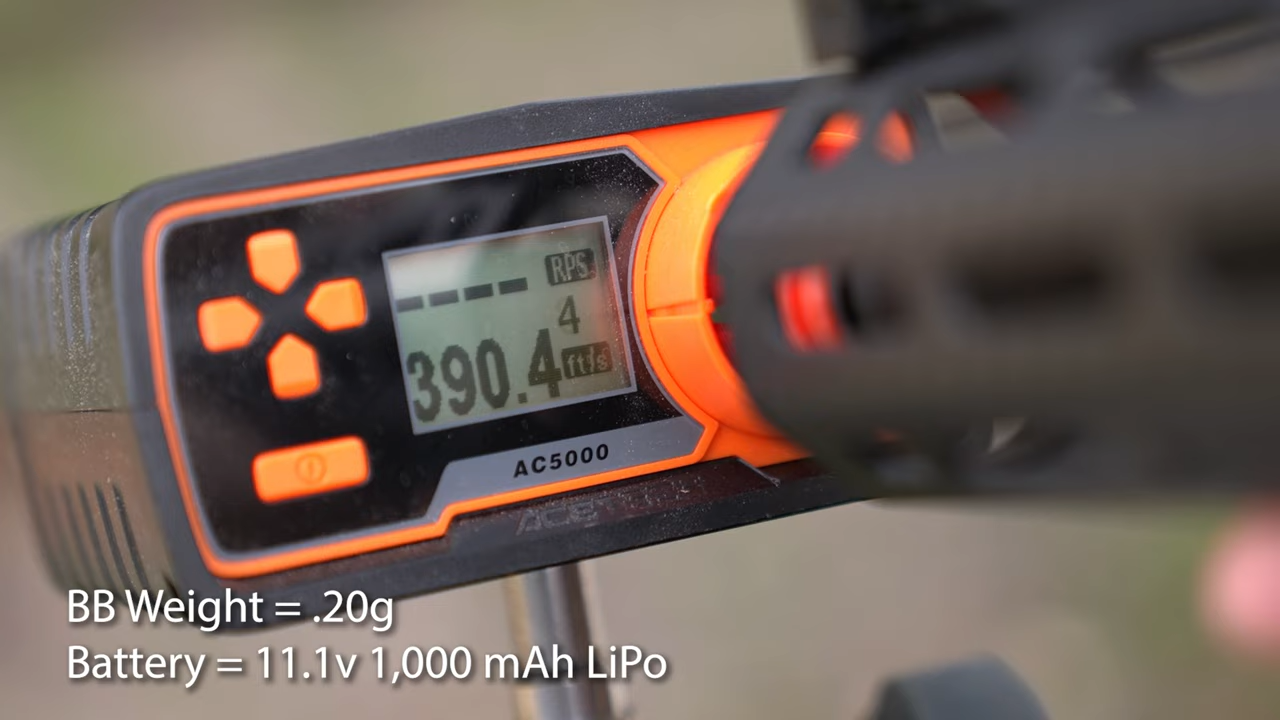 RPS
----
4
390.4 ft/s
AC5000
BB Weight = .20g
Battery = 11.1v 1,000 mAh LiPo